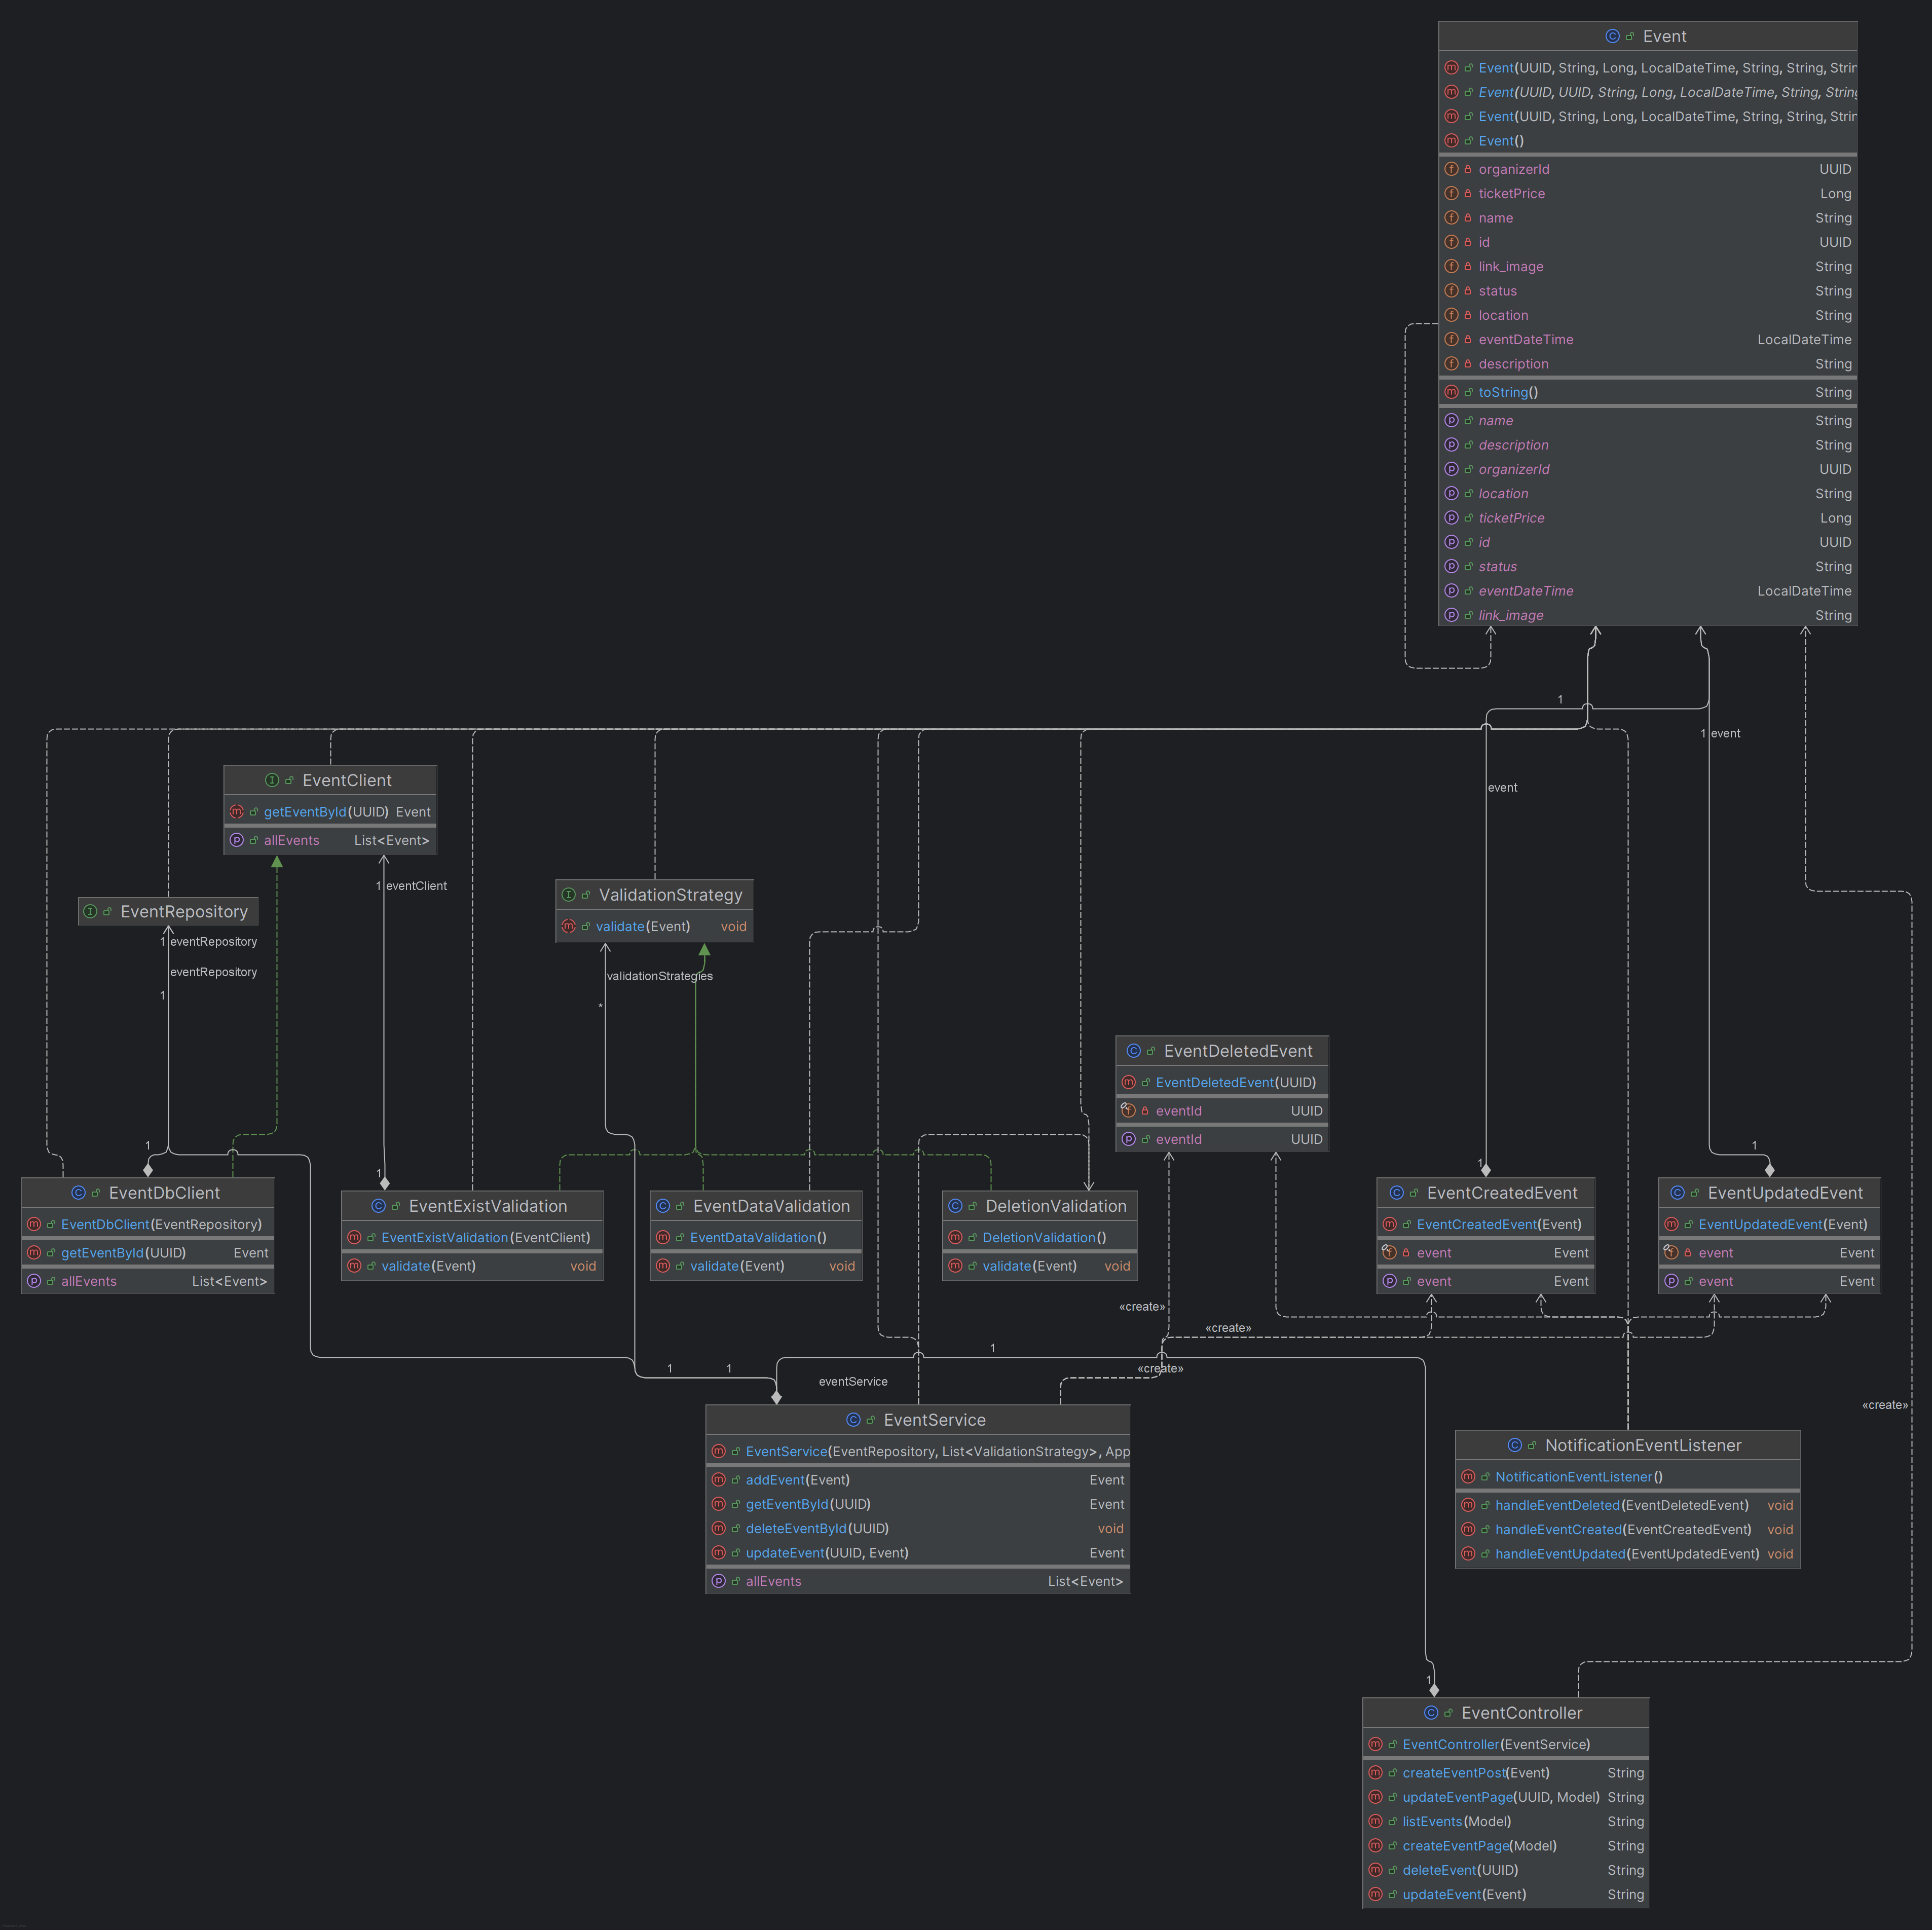 Event
Event(UUID, String, Long, LocalDateTime, String, String, Strin
Event(UUID, UUID, String, Long, LocalDateTime, String, String
Event(UUID, String, Long, LocalDateTime, String, String, Strin
Event()
organizerId UUID
ticketPrice Long
name String
id UUID
link_image String
status String
location String
eventDateTime LocalDateTime
description String
toString() String
name String
description String
organizerId UUID
location String
ticketPrice Long
id UUID
status String
eventDateTime LocalDateTime
link_image String
1
1 event
event
EventClient
getEventById(UUID) Event
allEvents List<Event>
1 eventClient
ValidationStrategy
validate(Event) void
validationStrategies
*
EventRepository
1 eventRepository
eventRepository
1
EventDeletedEvent
EventDeletedEvent(UUID)
eventId UUID
eventId UUID
1
1
1
1
EventDbClient
EventDbClient(EventRepository)
getEventById(UUID) Event
allEvents List<Event>
EventExistValidation
EventExistValidation(EventClient)
validate(Event) void
EventDataValidation
EventDataValidation()
validate(Event) void
DeletionValidation
DeletionValidation()
validate(Event) void
EventCreatedEvent
EventCreatedEvent(Event)
event Event
event Event
EventUpdatedEvent
EventUpdatedEvent(Event)
event Event
event Event
«create»
«create»
1
1
1
«create»
eventService
«create»
EventService
EventService(EventRepository, List<ValidationStrategy>, App
addEvent(Event) Event
getEventById(UUID) Event
deleteEventById(UUID) void
updateEvent(UUID, Event) Event
allEvents List<Event>
NotificationEventListener
NotificationEventListener()
handleEventDeleted(EventDeletedEvent) void
handleEventCreated(EventCreatedEvent) void
handleEventUpdated(EventUpdatedEvent) void
1
EventController
EventController(EventService)
createEventPost(Event) String
updateEventPage(UUID, Model) String
listEvents(Model) String
createEventPage(Model) String
deleteEvent(UUID) String
updateEvent(Event) String